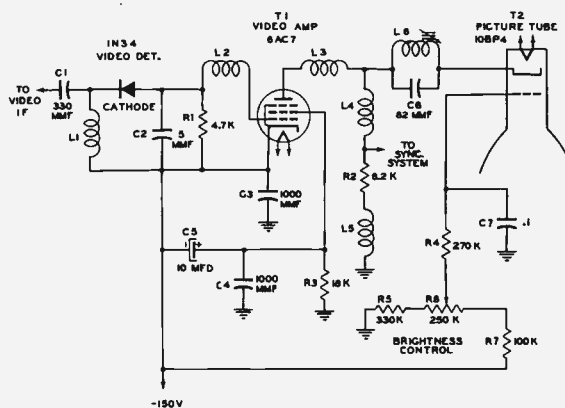 T1
VIDEO AMP
6AC7
T2
PICTURE TUBE
10BP4
1N34
VIDEO DET.
L2
L3
L6
C1
TO
VIDEO
IF
330
MMF
CATHODE
L1
C2
5
MMF
R1
4.7K
L4
C6
82 MMF
TO
SYNC.
SYSTEM
R2
8.2 K
C3
1000
MMF
L5
C5
10 MFD
C4
1000
MMF
R3
18K
R4
270 K
C7
.1
R5
330K
R6
250 K
BRIGHTNESS
CONTROL
R7
100K
-150V